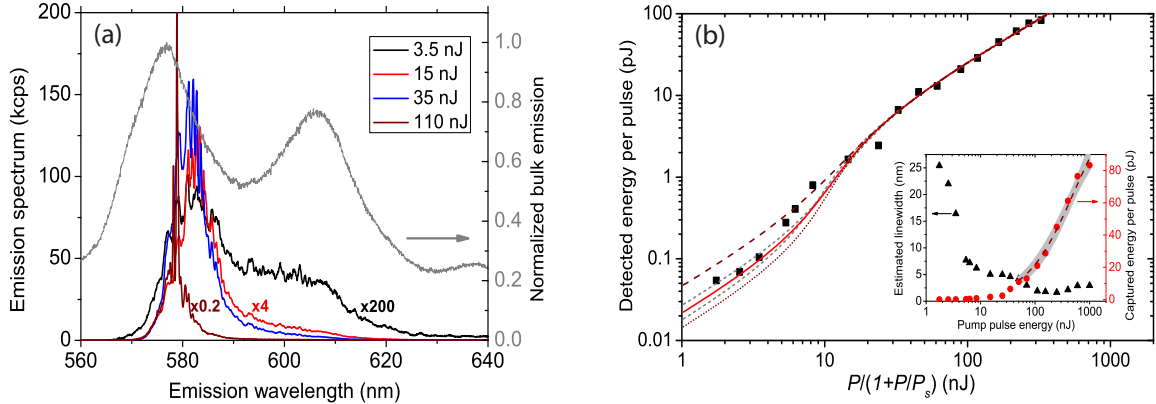 (a)
3.5 nJ
15 nJ
35 nJ
110 nJ
x0.2
x4
x200
200
150
100
50
0
Emission spectrum (kcps)
560
580
600
620
640
Emission wavelength (nm)
1.0
0.8
0.6
0.4
0.2
0.0
Normalized bulk emission
(b)
100
10
1
0.1
0.01
Detected energy per pulse (pJ)
1
10
100
1000
P/(1+P/Ps) (nJ)
25
20
15
10
5
0
Estimated linewidth (nm)
1
10
100
1000
Pump pulse energy (nJ)
80
60
40
20
0
Captured energy per pulse (pJ)